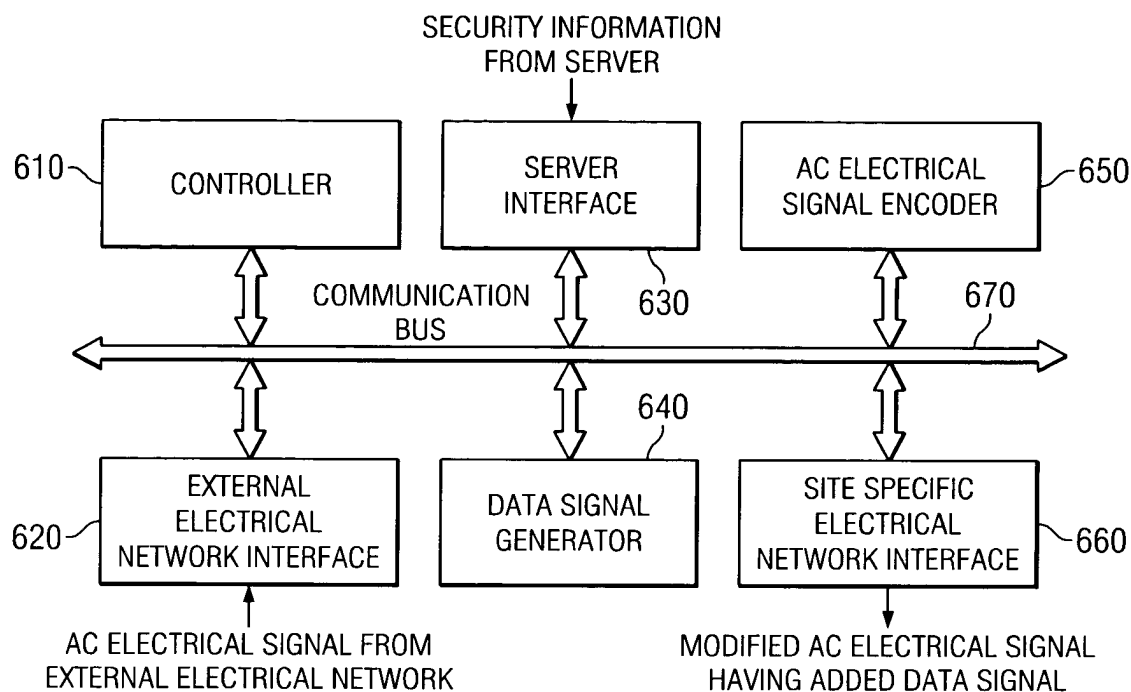 SECURITY INFORMATION
FROM SERVER
610
CONTROLLER
SERVER
INTERFACE
630
AC ELECTRICAL
SIGNAL ENCODER
650
COMMUNICATION
BUS
670
620
EXTERNAL
ELECTRICAL
NETWORK INTERFACE
640
DATA SIGNAL
GENERATOR
SITE SPECIFIC
ELECTRICAL
NETWORK INTERFACE
660
AC ELECTRICAL SIGNAL FROM
EXTERNAL ELECTRICAL NETWORK
MODIFIED AC ELECTRICAL SIGNAL
HAVING ADDED DATA SIGNAL